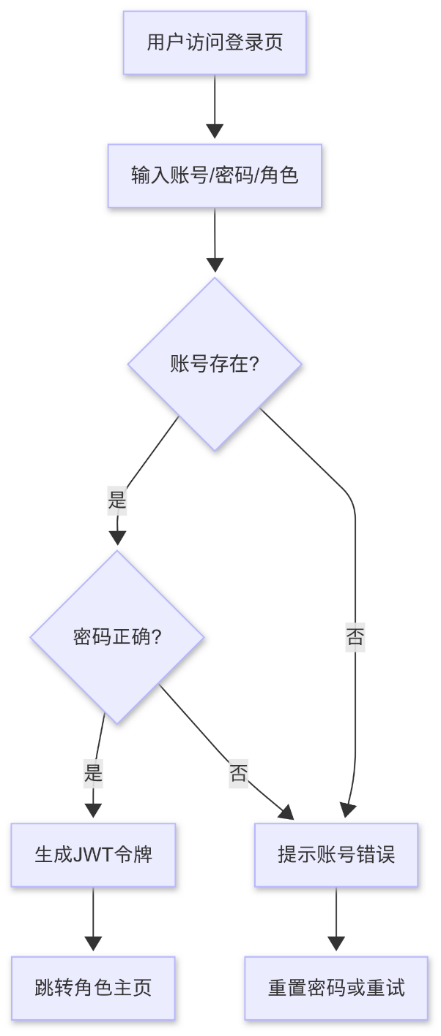 用户访问登录页
输入账号/密码/角色
账号存在?
是
密码正确?
否
是
否
生成JWT令牌
提示账号错误
跳转角色主页
重置密码或重试